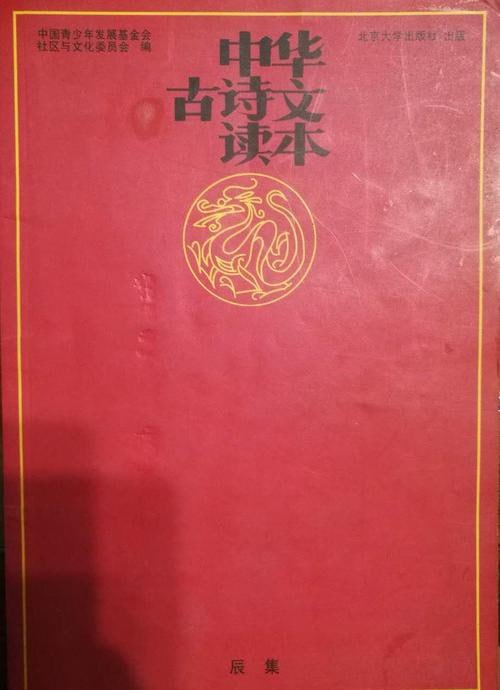 中国青少年发展基金会
社区与文化委员会 编
北京大学出版社 出版
中华
古诗文
读本
辰集